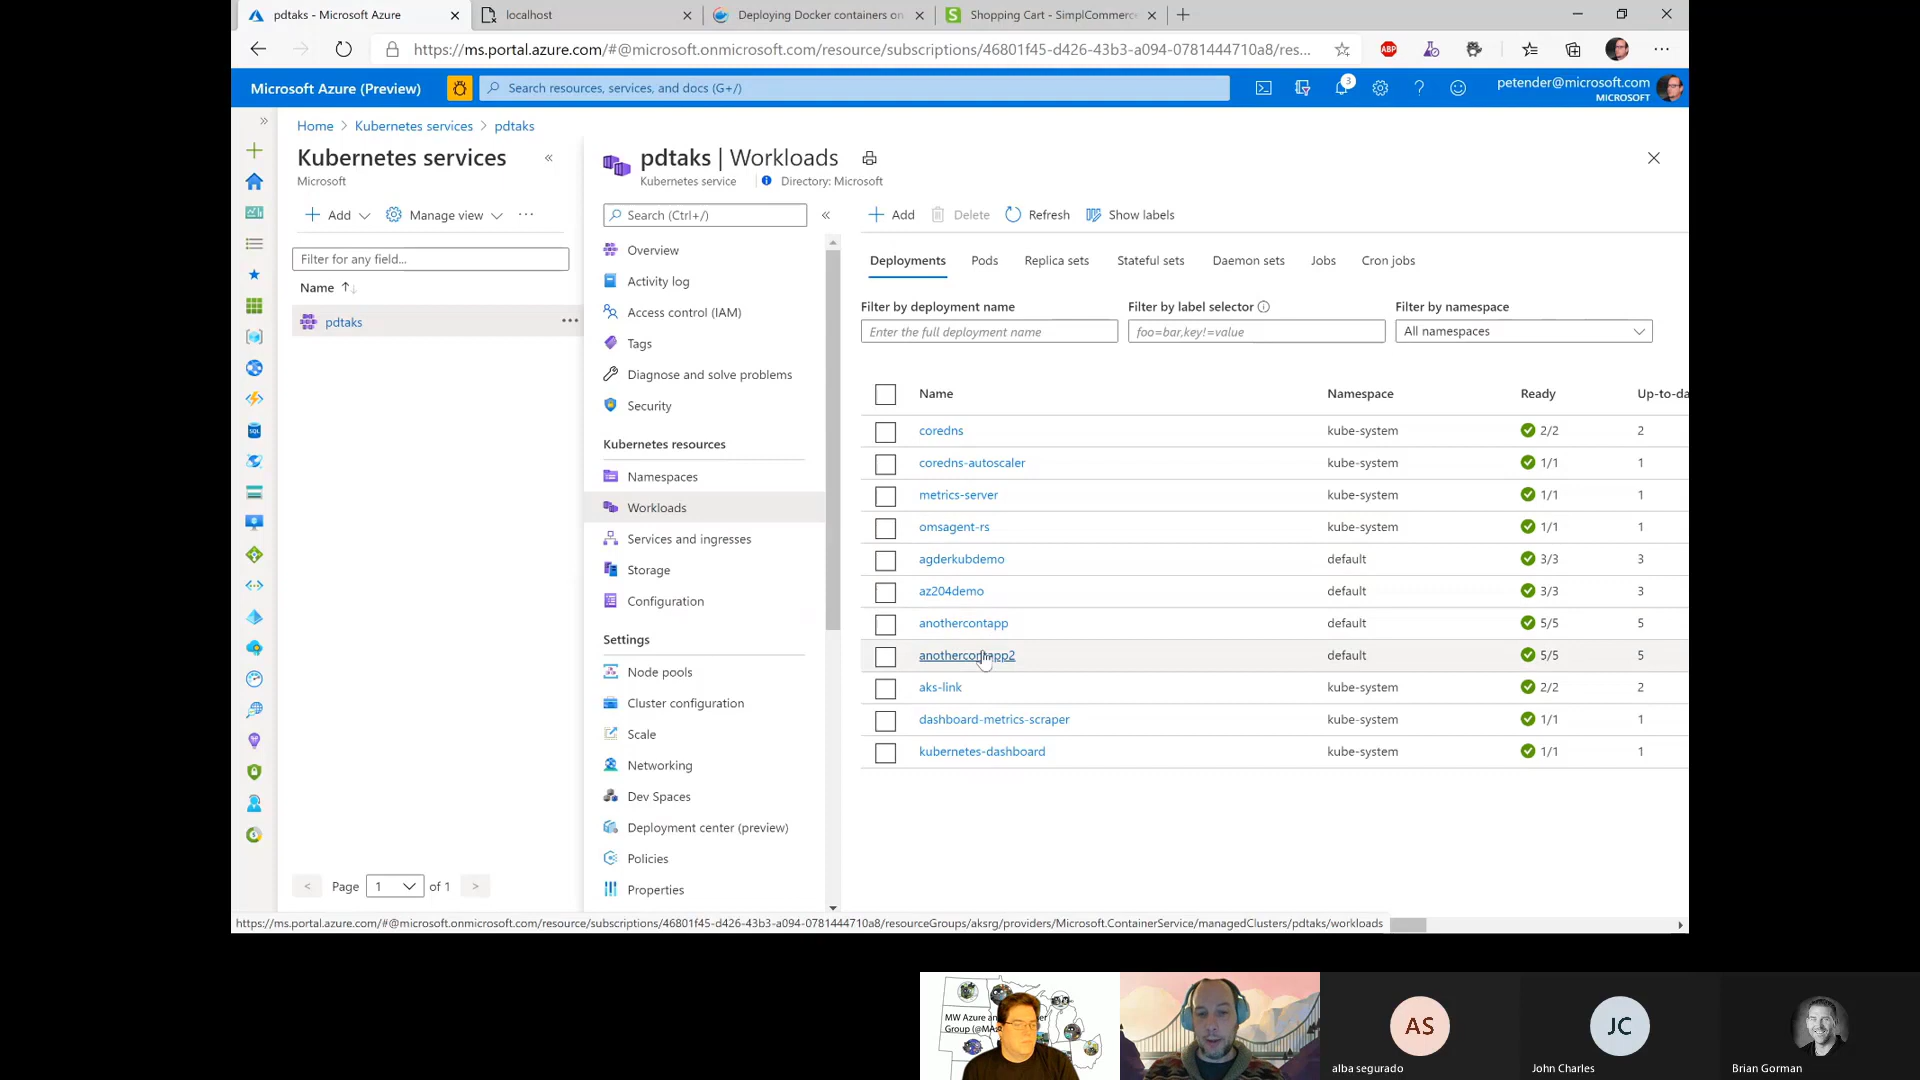 pdtaks - Microsoft Azure
localhost
Deploying Docker containers on
Shopping Cart - SimplCommerce
https://ms.portal.azure.com/#@microsoft.onmicrosoft.com/resource/subscriptions/46801f45-d426-43b3-a094-0781444710a8/res...
ABP
Microsoft Azure (Preview)
Search resources, services, and docs (G+/)
3
petender@microsoft.com
MICROSOFT
Home > Kubernetes services > pdtaks
Kubernetes services
Microsoft
Add
Manage view
Filter for any field...
Name
pdtaks
Page 1 of 1
pdtaks | Workloads
Kubernetes service
Directory: Microsoft
Search (Ctrl+/)
Overview
Activity log
Access control (IAM)
Tags
Diagnose and solve problems
Security
Kubernetes resources
Namespaces
Workloads
Services and ingresses
Storage
Configuration
Settings
Node pools
Cluster configuration
Scale
Networking
Dev Spaces
Deployment center (preview)
Policies
Properties
Add Delete Refresh Show labels
Deployments Pods Replica sets Stateful sets Daemon sets Jobs Cron jobs
Filter by deployment name Filter by label selector Filter by namespace
Enter the full deployment name foo=bar,key!=value All namespaces
Name Namespace Ready Up-to-da
coredns kube-system 2/2 2
coredns-autoscaler kube-system 1/1 1
metrics-server kube-system 1/1 1
omsagent-rs kube-system 1/1 1
agderkubdemo default 3/3 3
az204demo default 3/3 3
anothercontapp default 5/5 5
anothercontapp2 default 5/5 5
aks-link kube-system 2/2 2
dashboard-metrics-scraper kube-system 1/1 1
kubernetes-dashboard kube-system 1/1 1
https://ms.portal.azure.com/#@microsoft.onmicrosoft.com/resource/subscriptions/46801f45-d426-43b3-a094-0781444710a8/resourceGroups/aksrg/providers/Microsoft.ContainerService/managedClusters/pdtaks/workloads
MW Azure an
Group (@MA
AS
alba segurado
JC
John Charles
Brian Gorman